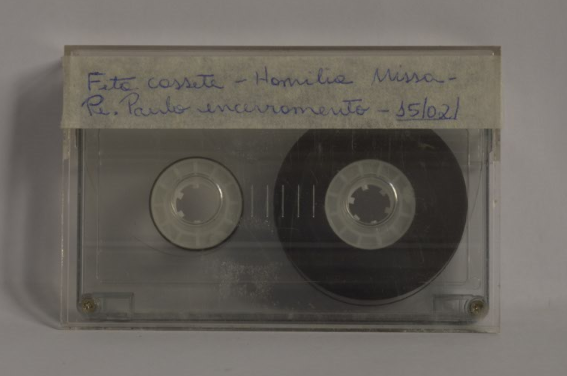 Fita cassete - Homilia Missa -
Pe. Paulo encerramento - 15/02/